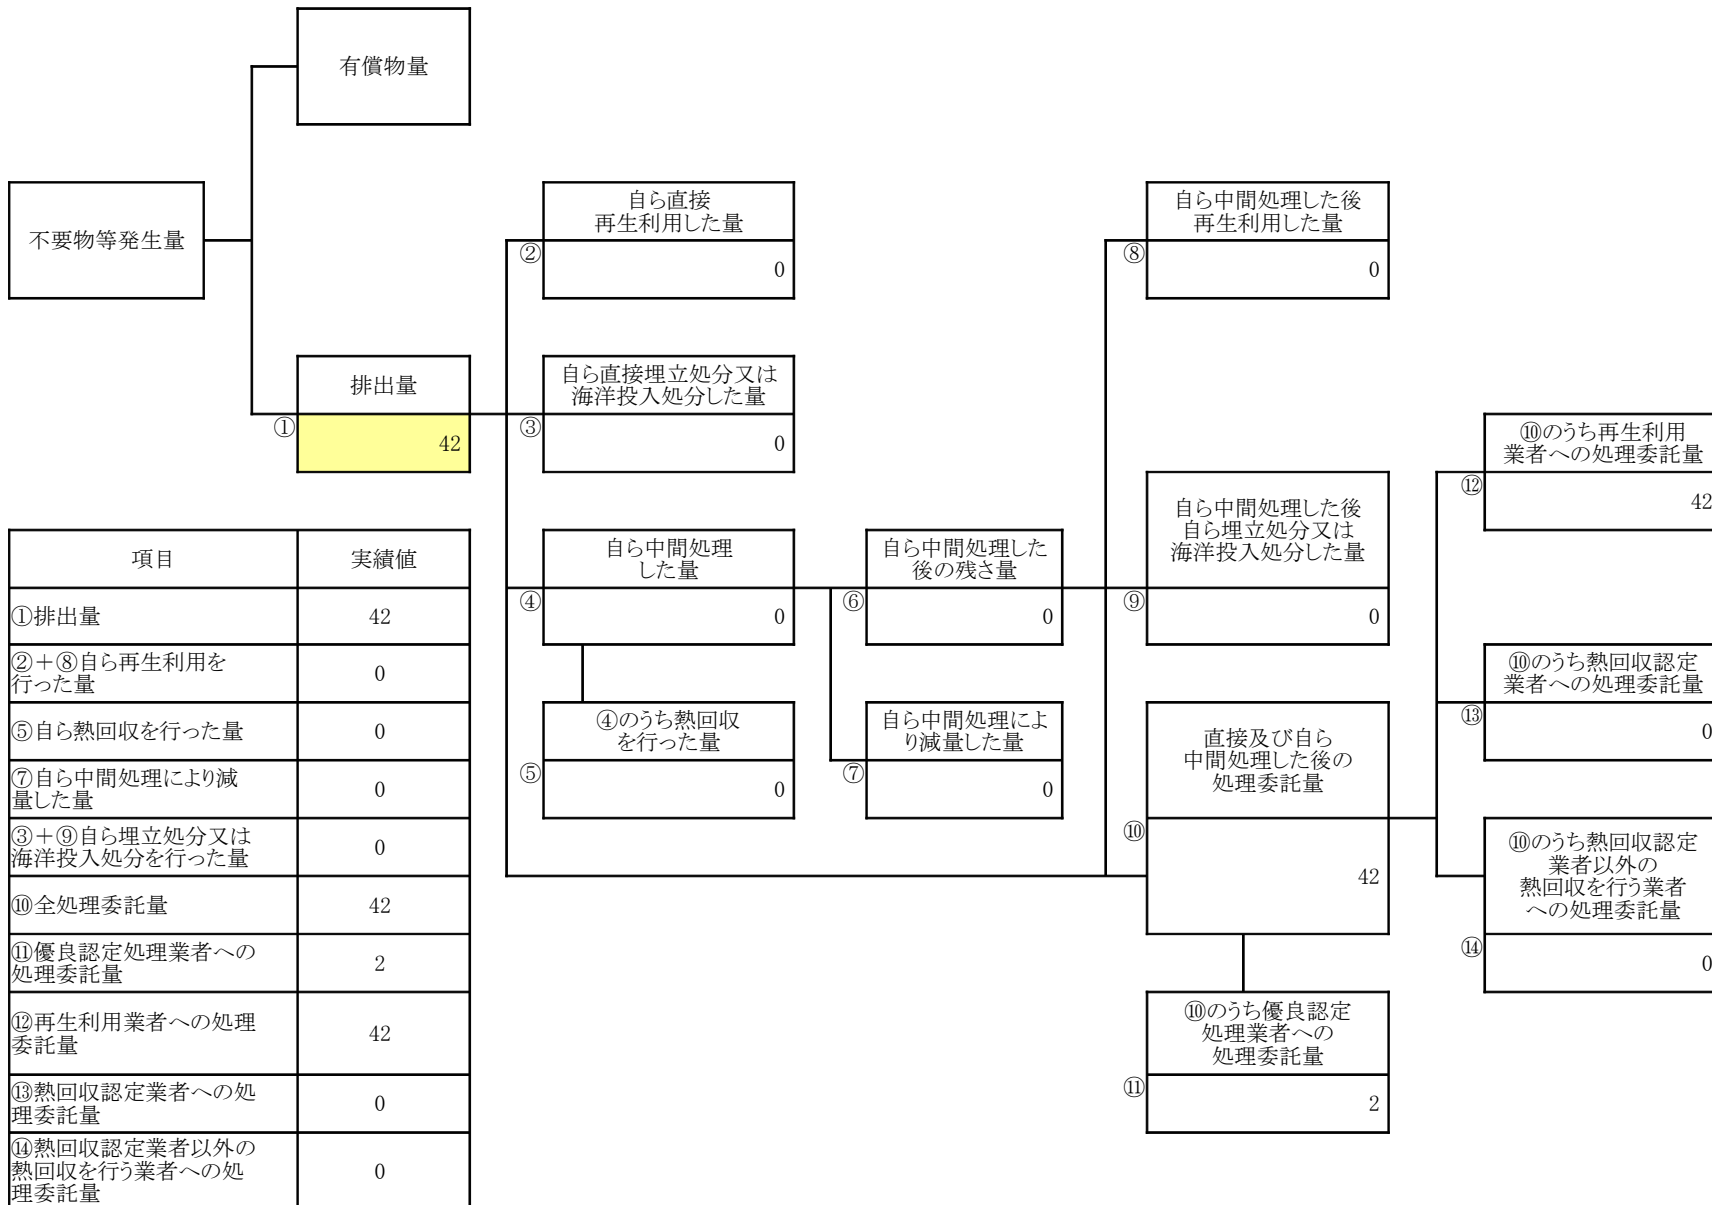 有償物量
不要物等発生量
自ら直接
再生利用した量
②
0
自ら中間処理した後
再生利用した量
⑧
0
排出量
①
42
自ら直接埋立処分又は
海洋投入処分した量
③
0
⑩のうち再生利用
業者への処理委託量
⑫
42
自ら中間処理した後
自ら埋立処分又は
海洋投入処分した量
⑨
0
自ら中間処理
した量
④
0
自ら中間処理した
後の残さ量
⑥
0
⑩のうち熱回収認定
業者への処理委託量
⑬
0
④のうち熱回収
を行った量
⑤
0
自ら中間処理によ
り減量した量
⑦
0
直接及び自ら
中間処理した後の
処理委託量
⑩
42
⑩のうち熱回収認定
業者以外の
熱回収を行う業者
への処理委託量
⑭
0
⑩のうち優良認定
処理業者への
処理委託量
⑪
2
項目 実績値
①排出量 42
②+⑧自ら再生利用を
行った量 0
⑤自ら熱回収を行った量 0
⑦自ら中間処理により減
量した量 0
③+⑨自ら埋立処分又は
海洋投入処分を行った量 0
⑩全処理委託量 42
⑪優良認定処理業者への
処理委託量 2
⑫再生利用業者への処理
委託量 42
⑬熱回収認定業者への処
理委託量 0
⑭熱回収認定業者以外の
熱回収を行う業者への処
理委託量 0